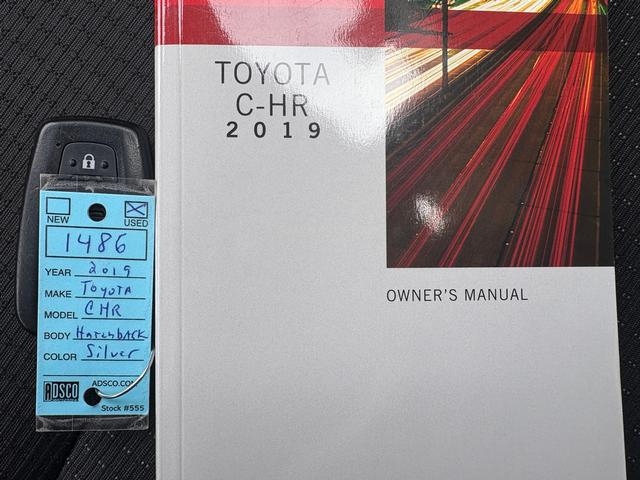 TOYOTA
C-HR
2019
OWNER'S MANUAL
NEW
USED
1486
YEAR 2019
MAKE ToyoTA
MODEL CHR
BODY HatchbACK
COLOR Silver
ADSCO
ADSCO.COM
Stock #555